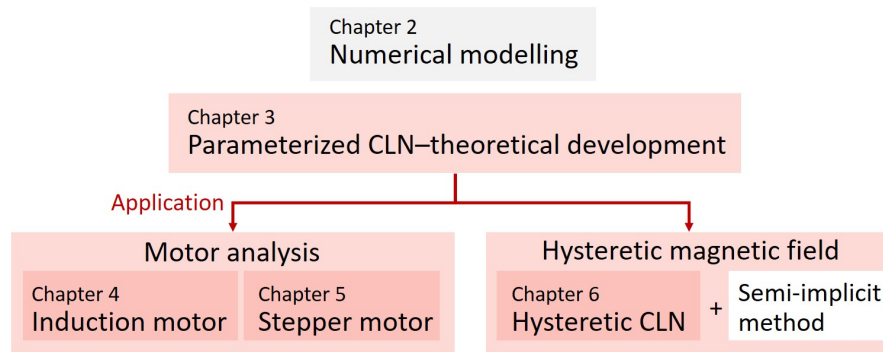 Chapter 2
Numerical modelling
Chapter 3
Parameterized CLN–theoretical development
Application
Motor analysis
Chapter 4
Induction motor
Chapter 5
Stepper motor
Hysteretic magnetic field
Chapter 6
Hysteretic CLN
+
Semi-implicit
method